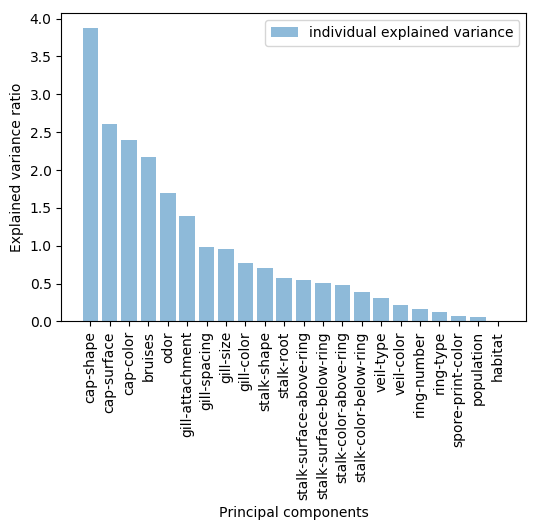 individual explained variance
Explained variance ratio
4.0
3.5
3.0
2.5
2.0
1.5
1.0
0.5
0.0
cap-shape
cap-surface
cap-color
bruises
odor
gill-attachment
gill-spacing
gill-size
gill-color
stalk-shape
stalk-root
stalk-surface-above-ring
stalk-surface-below-ring
stalk-color-above-ring
stalk-color-below-ring
veil-type
veil-color
ring-number
ring-type
spore-print-color
population
habitat
Principal components